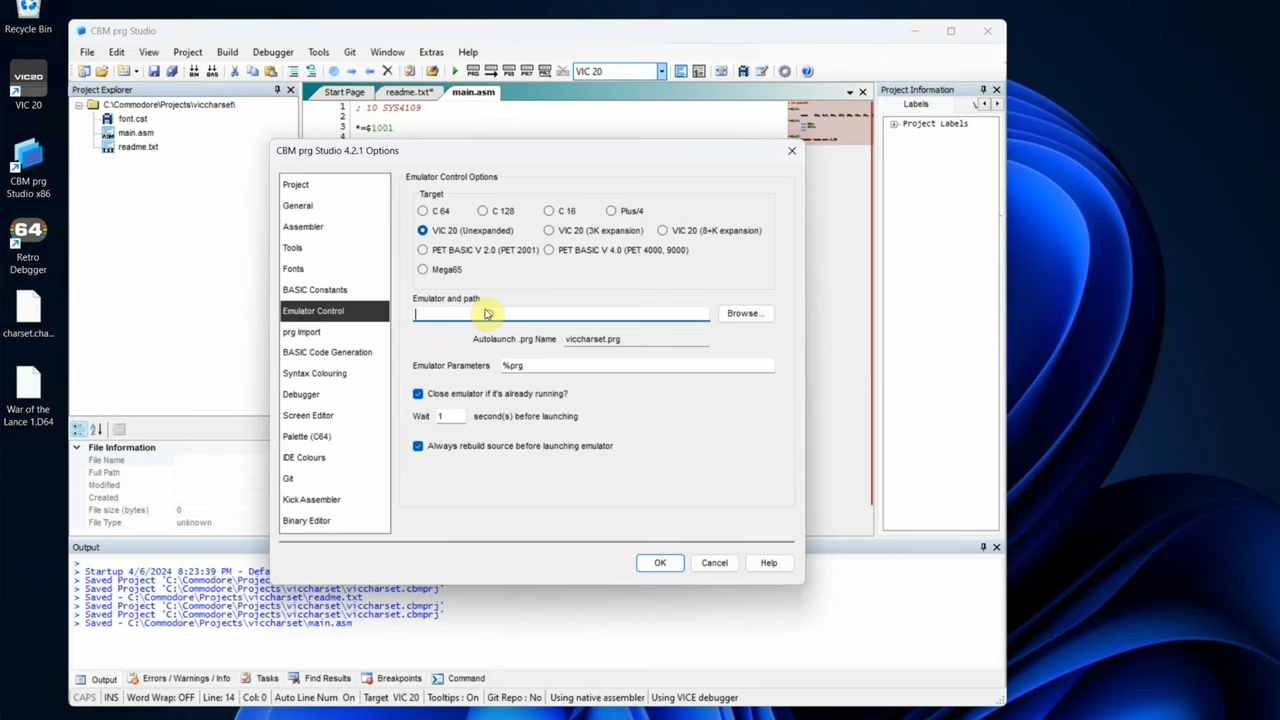 Recycle Bin
VIC20
VIC 20
CBM prg
Studio x86
64
Retro
Debgger
charset.cha...
War of the
Lance 1.D64
CBM prg Studio
File Edit View Project Build Debugger Tools Git Window Extras Help
BIN BAS PRG PRG PRG VIC 20
Project Explorer
C:\Commodore\Projects\viccharset\
font.cst
main.asm
readme.txt
Start Page readme.txt* main.asm
1 ; 10 SYS4109
2
3 *=$1001
Project Information
Labels
Project Labels
CBM prg Studio 4.2.1 Options
Project
General
Assembler
Tools
Fonts
BASIC Constants
Emulator Control
prg Import
BASIC Code Generation
Syntax Colouring
Debugger
Screen Editor
Palette (C64)
IDE Colours
Git
Kick Assembler
Binary Editor
Emulator Control Options
Target
C 64 C 128 C 16 Plus/4
VIC 20 (Unexpanded) VIC 20 (3K expansion) VIC 20 (8+K expansion)
PET BASIC V 2.0 (PET 2001) PET BASIC V 4.0 (PET 4000, 9000)
Mega65
Emulator and path
Browse...
Autolaunch .prg Name viccharset.prg
Emulator Parameters %prg
Close emulator if it's already running?
Wait 1 second(s) before launching
Always rebuild source before launching emulator
OK Cancel Help
File Information
File Name
Full Path
Modified
Created
File size (bytes) 0
File Type unknown
Output
>
> Startup 4/6/2024 8:23:39 PM - Defa
> Saved Project 'C:\Commodore\Projec
> Saved Project 'C:\Commodore\Projects\viccharset\viccharset.cbmprj'
> Saved - C:\Commodore\Projects\viccharset\readme.txt
> Saved Project 'C:\Commodore\Projects\viccharset\viccharset.cbmprj'
> Saved Project 'C:\Commodore\Projects\viccharset\viccharset.cbmprj'
> Saved - C:\Commodore\Projects\viccharset\main.asm
Output Errors / Warnings / Info Tasks Find Results Breakpoints Command
CAPS INS Word Wrap: OFF Line: 14 Col: 0 Auto Line Num On Target VIC 20 Tooltips : On Git Repo : No Using native assembler Using VICE debugger